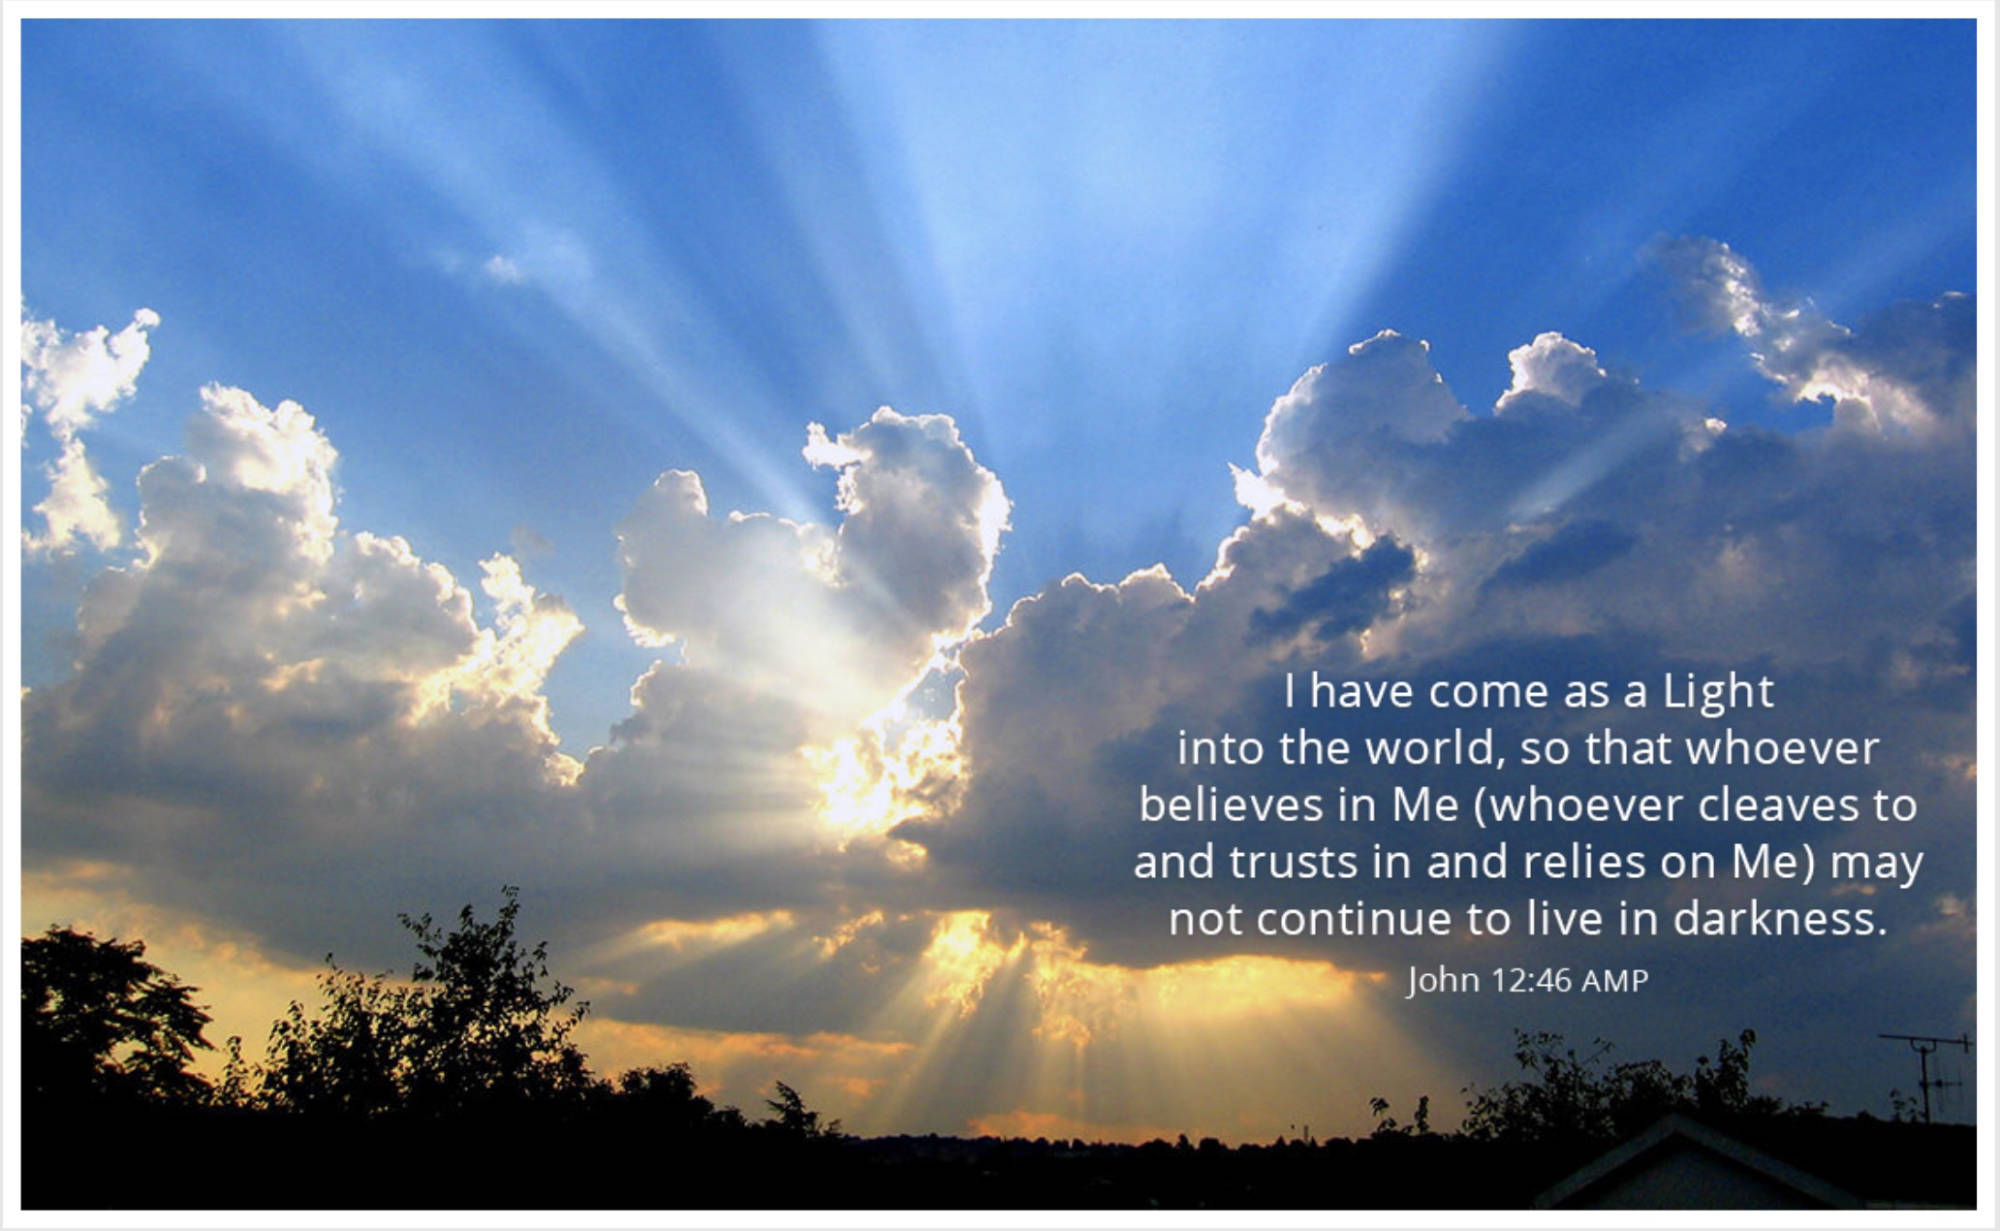 I have come as a Light
into the world, so that whoever
believes in Me (whoever cleaves to
and trusts in and relies on Me) may
not continue to live in darkness.
John 12:46 AMP